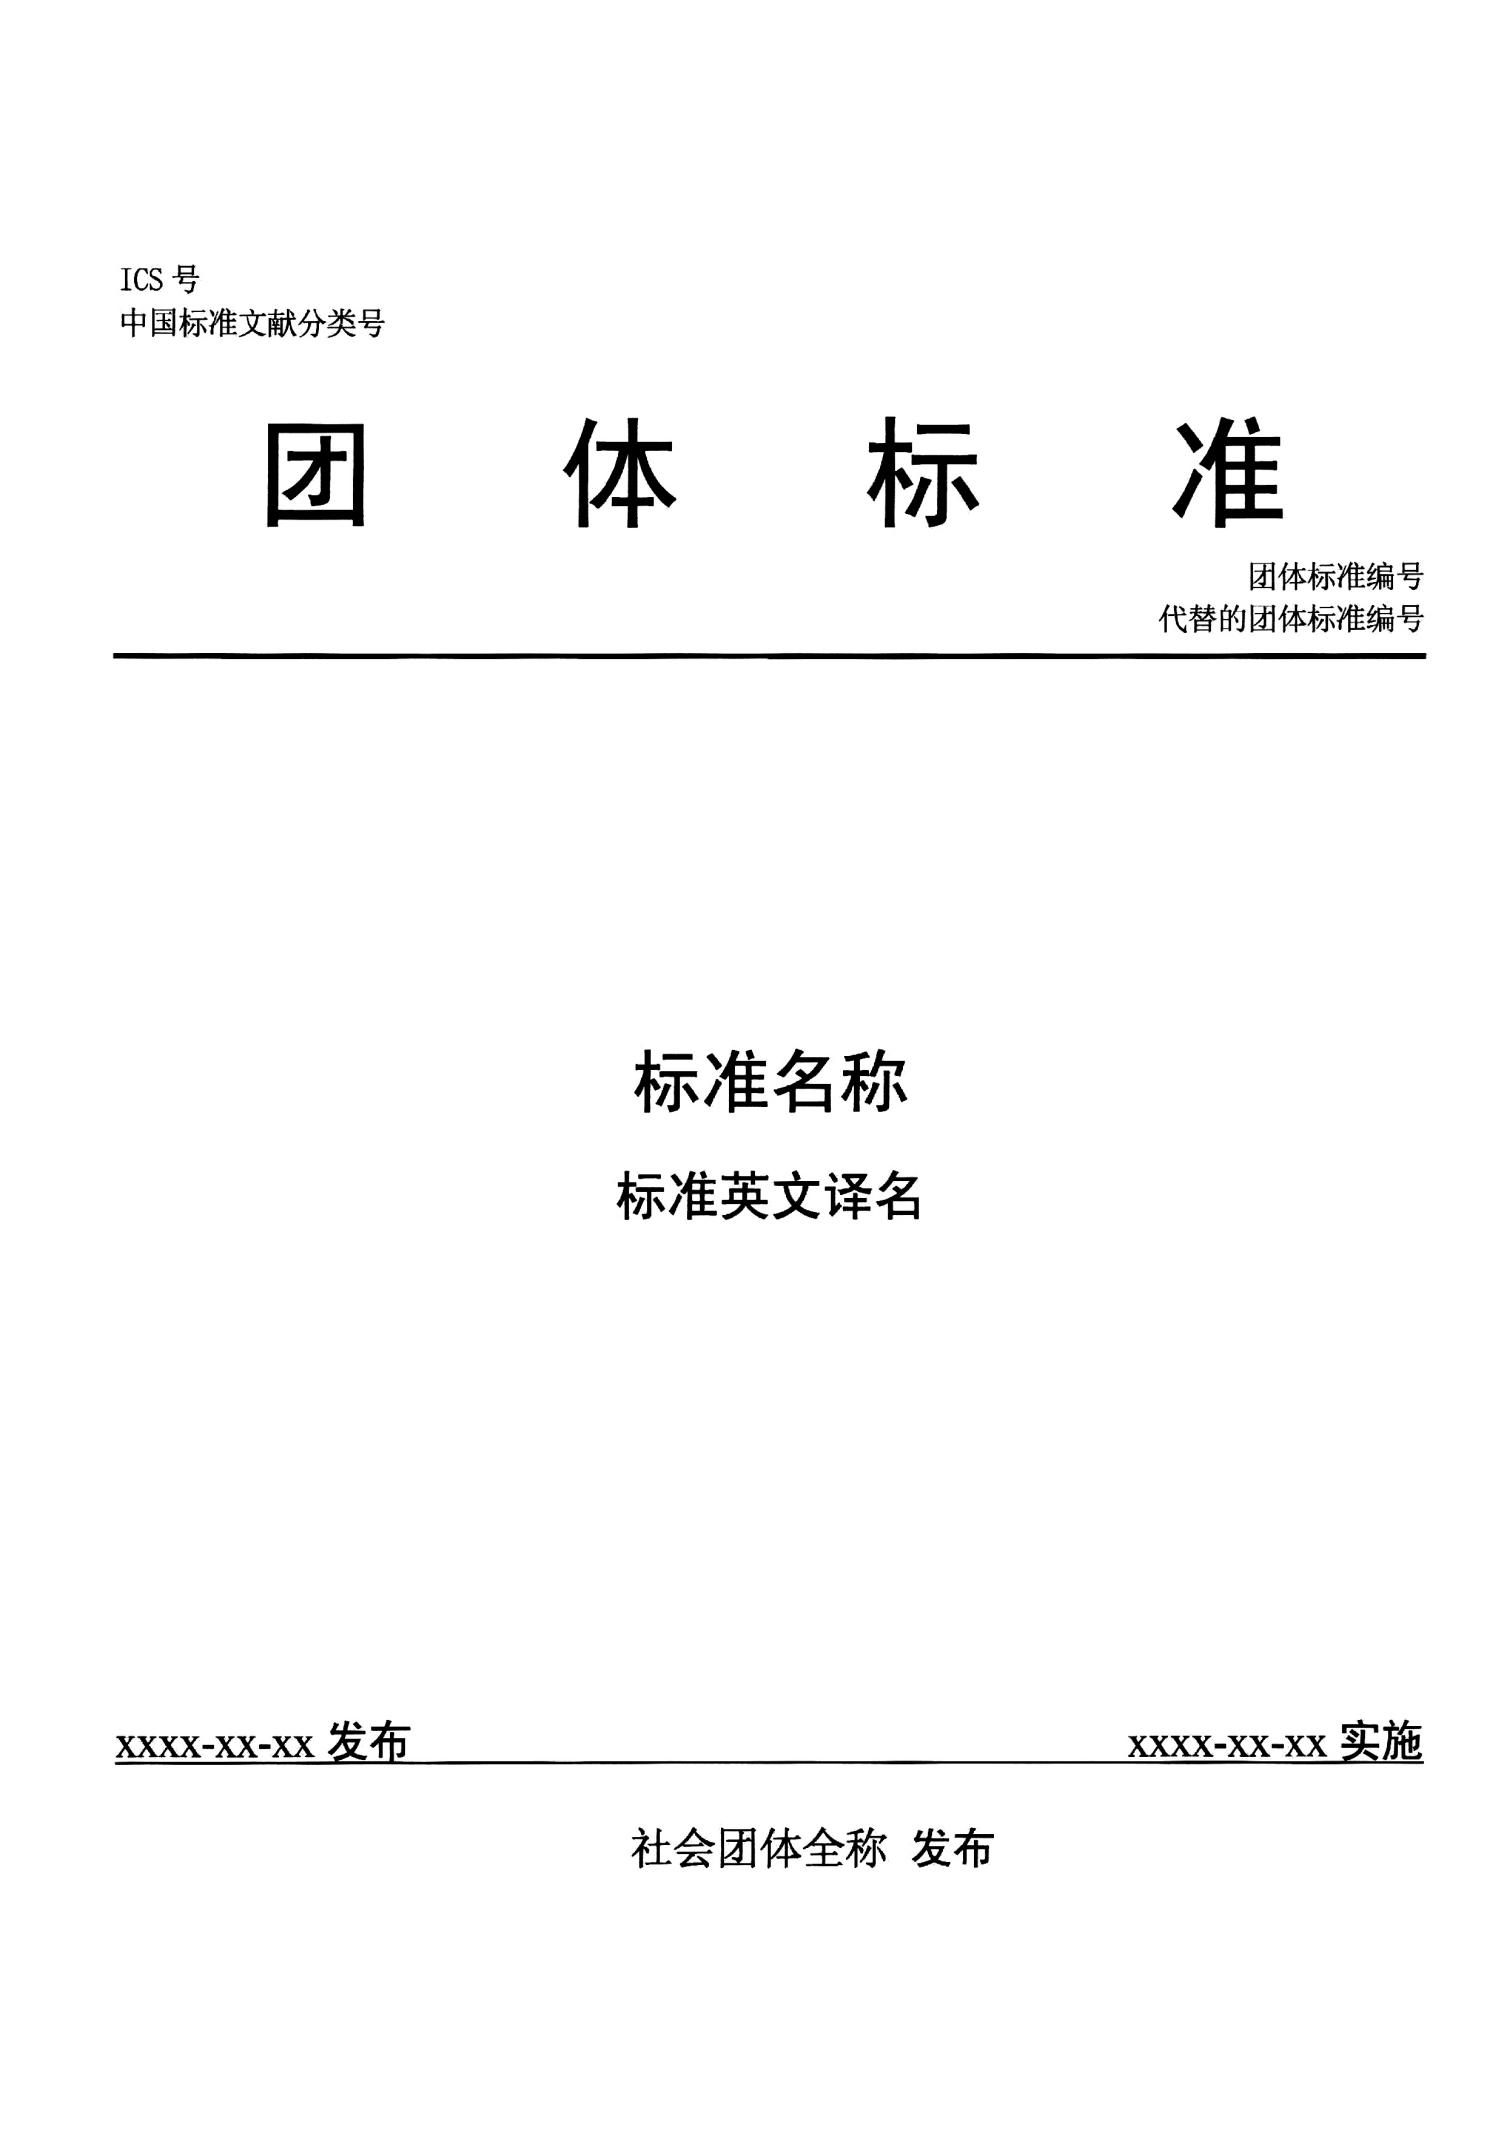 ICS 号
中国标准文献分类号
团体标准
团体标准编号
代替的团体标准编号
标准名称
标准英文译名
xxxx-xx-xx 发布
xxxx-xx-xx 实施
社会团体全称 发布